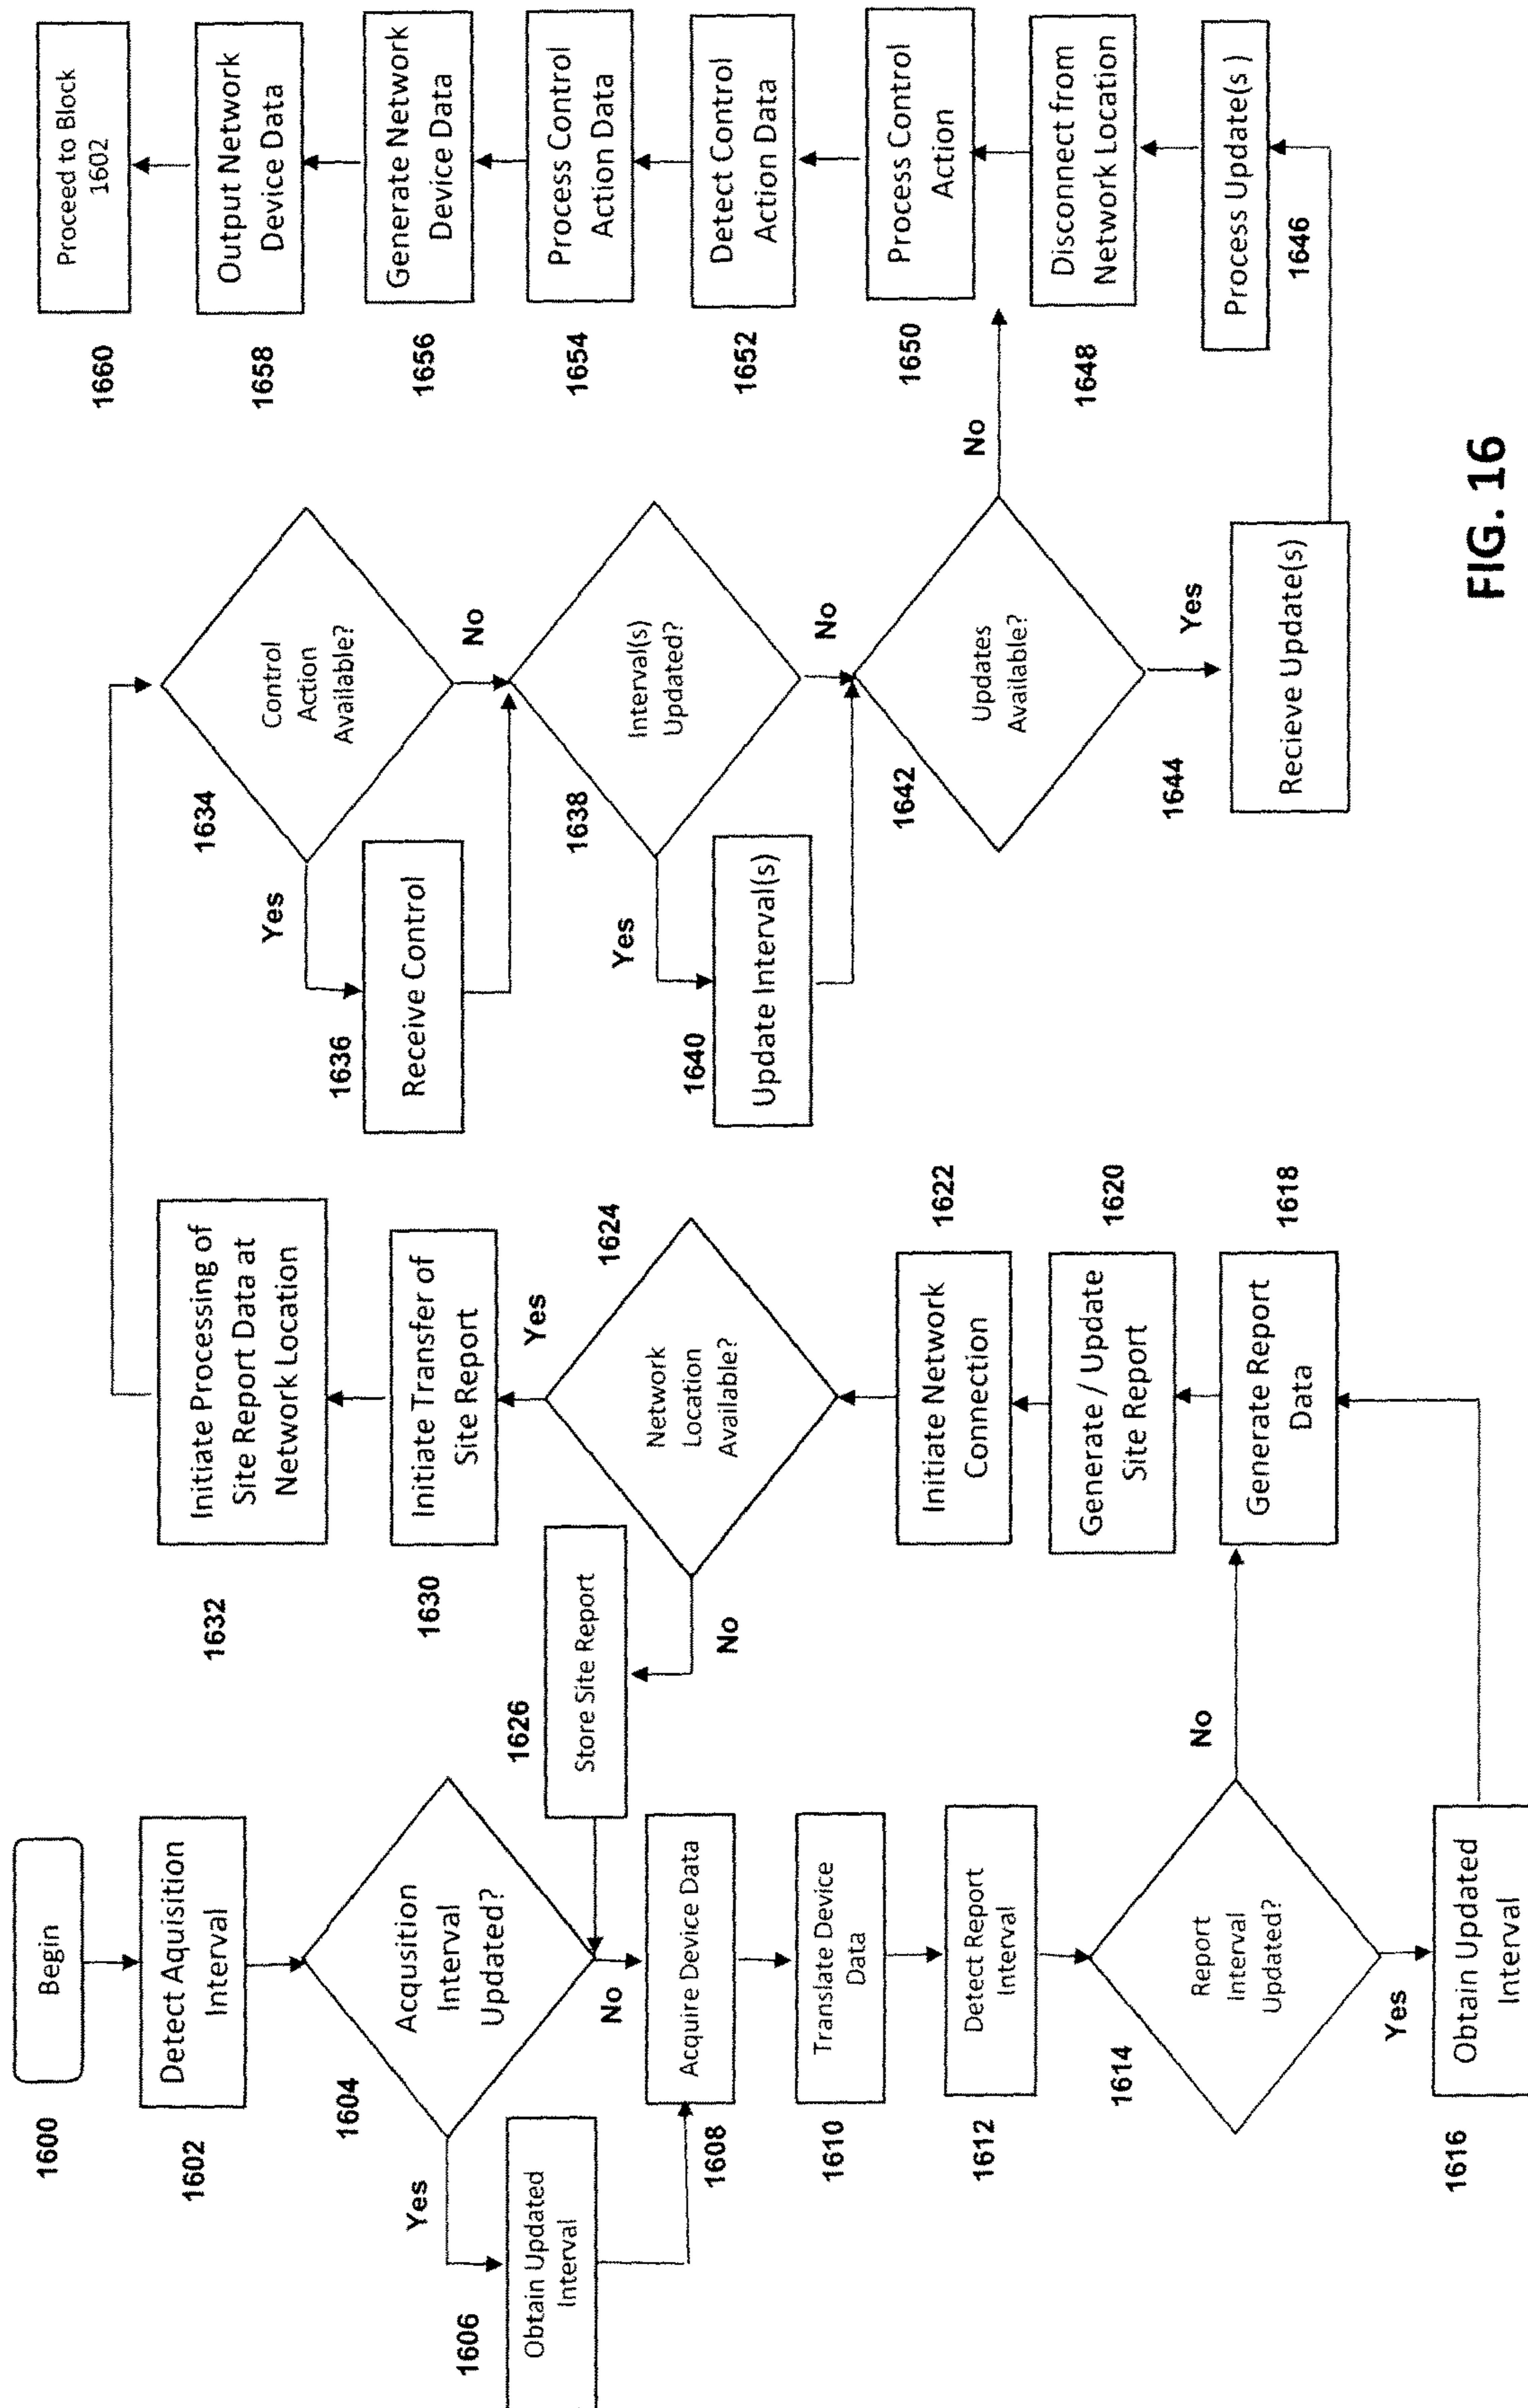 1600
Begin
1602
Detect Aquisition
Interval
1604
Acqusition
Interval
Updated?
Yes
No
1606
Obtain Updated
Interval
1608
Acquire Device Data
1610
Translate Device
Data
1612
Detect Report
Interval
1614
Report
Interval
Updated?
No
Yes
1616
Obtain Updated
Interval
1618
Generate Report
Data
1620
Generate / Update
Site Report
1622
Initiate Network
Connection
1624
Network
Location
Available?
Yes
No
1626
Store Site Report
1630
Initiate Transfer of
Site Report
1632
Initiate Processing of
Site Report Data at
Network Location
1634
Control
Action
Available?
Yes
No
1636
Receive Control
1638
Interval(s)
Updated?
Yes
No
1640
Update Interval(s)
1642
Updates
Available?
No
Yes
1644
Recieve Update(s)
1646
Process Update(s )
1648
Disconnect from
Network Location
1650
Process Control
Action
1652
Detect Control
Action Data
1654
Process Control
Action Data
1656
Generate Network
Device Data
1658
Output Network
Device Data
1660
Proceed to Block
1602
FIG. 16